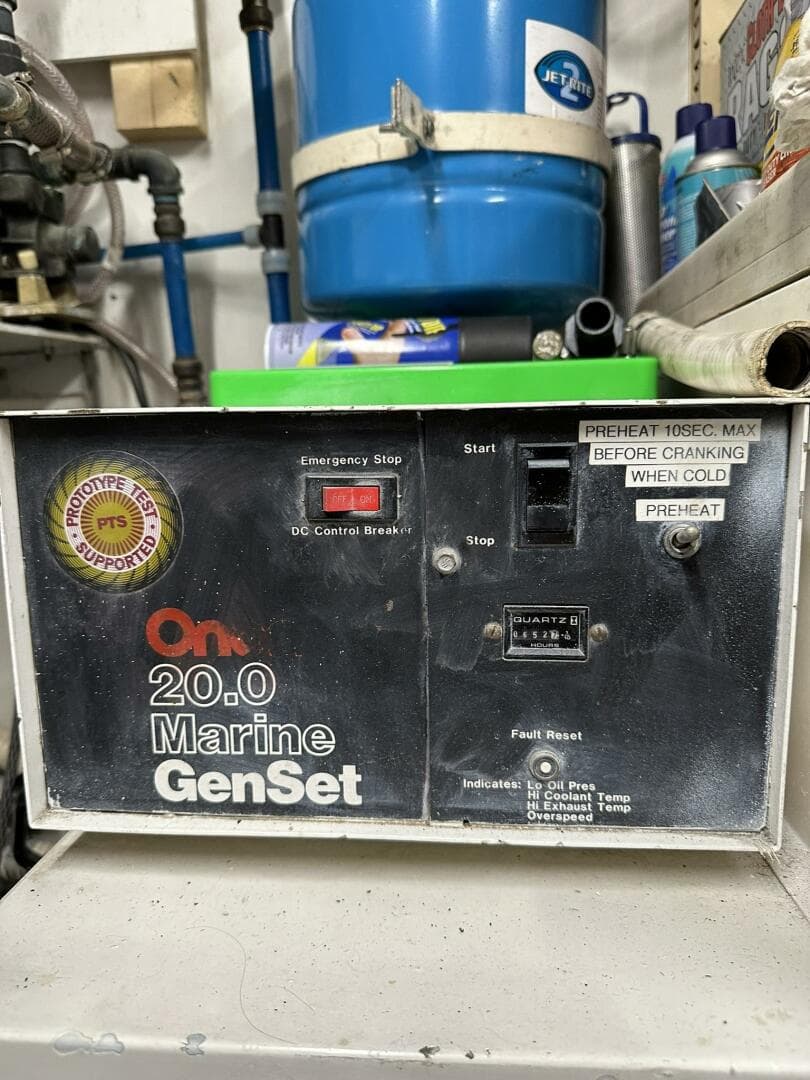 JET RITE
2
PREHEAT 10SEC. MAX
BEFORE CRANKING
WHEN COLD
PREHEAT
Start
Stop
Emergency Stop
OFF ON
DC Control Breaker
PROTOTYPE TEST
PTS
SUPPORTED
On
20.0
Marine
GenSet
QUARTZ
HOURS
Fault Reset
Indicates: Lo Oil Pres
Hi Coolant Temp
Hi Exhaust Temp
Overspeed